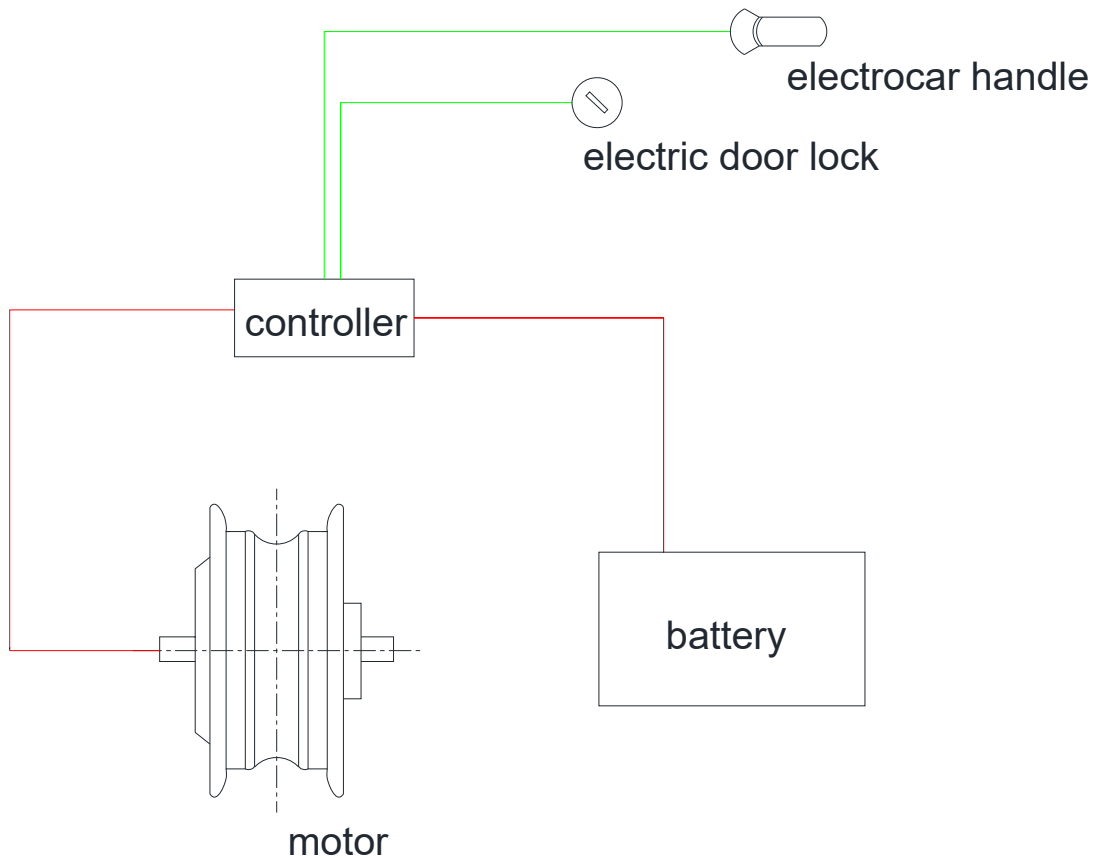 electrocar handle
electric door lock
controller
battery
motor